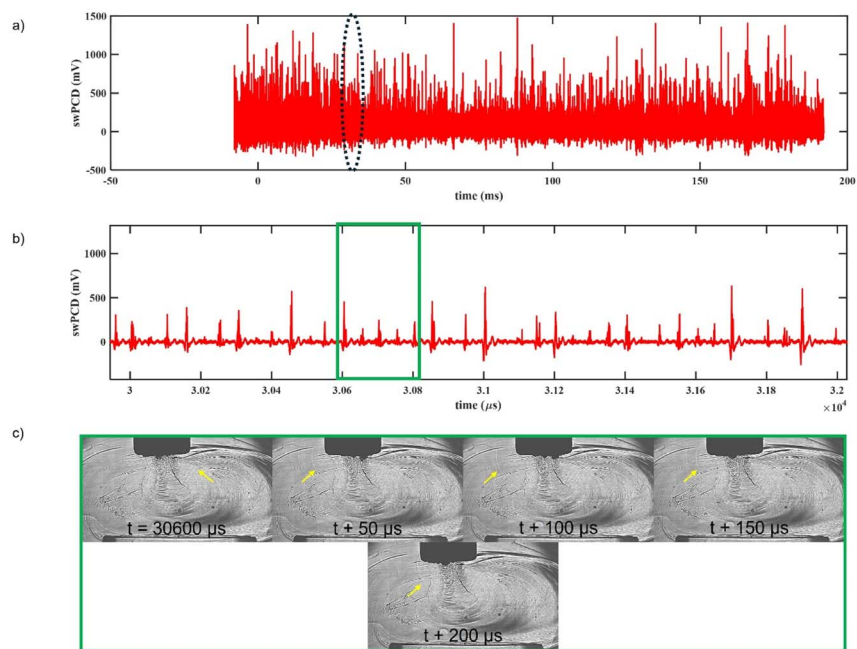 a)
1500
1000
500
0
-500
swPCD (mV)
-50
0
50
100
150
200
time (ms)
b)
1000
500
0
swPCD (mV)
3
3.02
3.04
3.06
3.08
3.1
3.12
3.14
3.16
3.18
3.2
time (μs)
×10⁴
c)
t = 30600 μs
t + 50 μs
t + 100 μs
t + 150 μs
t + 200 μs